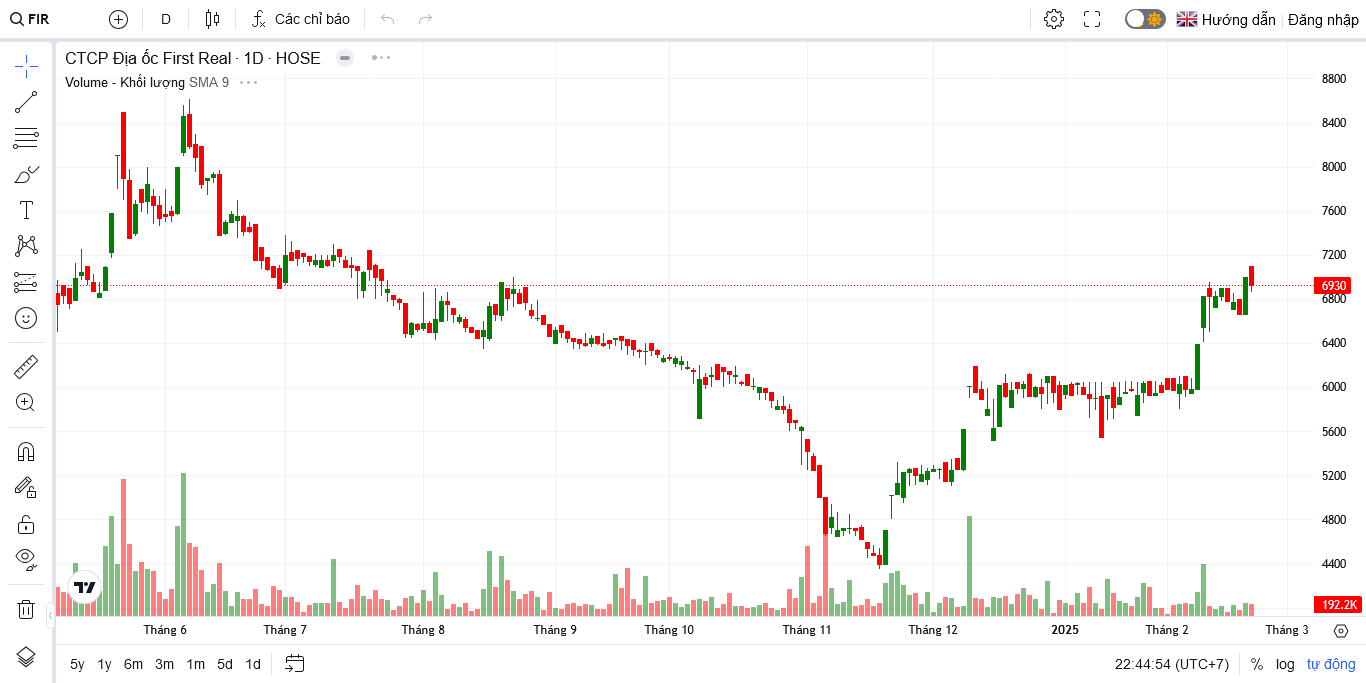 FIR D Các chỉ báo Hướng dẫn Đăng nhập
CTCP Địa ốc First Real · 1D · HOSE
Volume - Khối lượng SMA 9
8800
8400
8000
7600
7200
6930
6800
6400
6000
5600
5200
4800
4400
192.2K
Tháng 6 Tháng 7 Tháng 8 Tháng 9 Tháng 10 Tháng 11 Tháng 12 2025 Tháng 2 Tháng 3
5y 1y 6m 3m 1m 5d 1d 22:44:54 (UTC+7) % log tự động